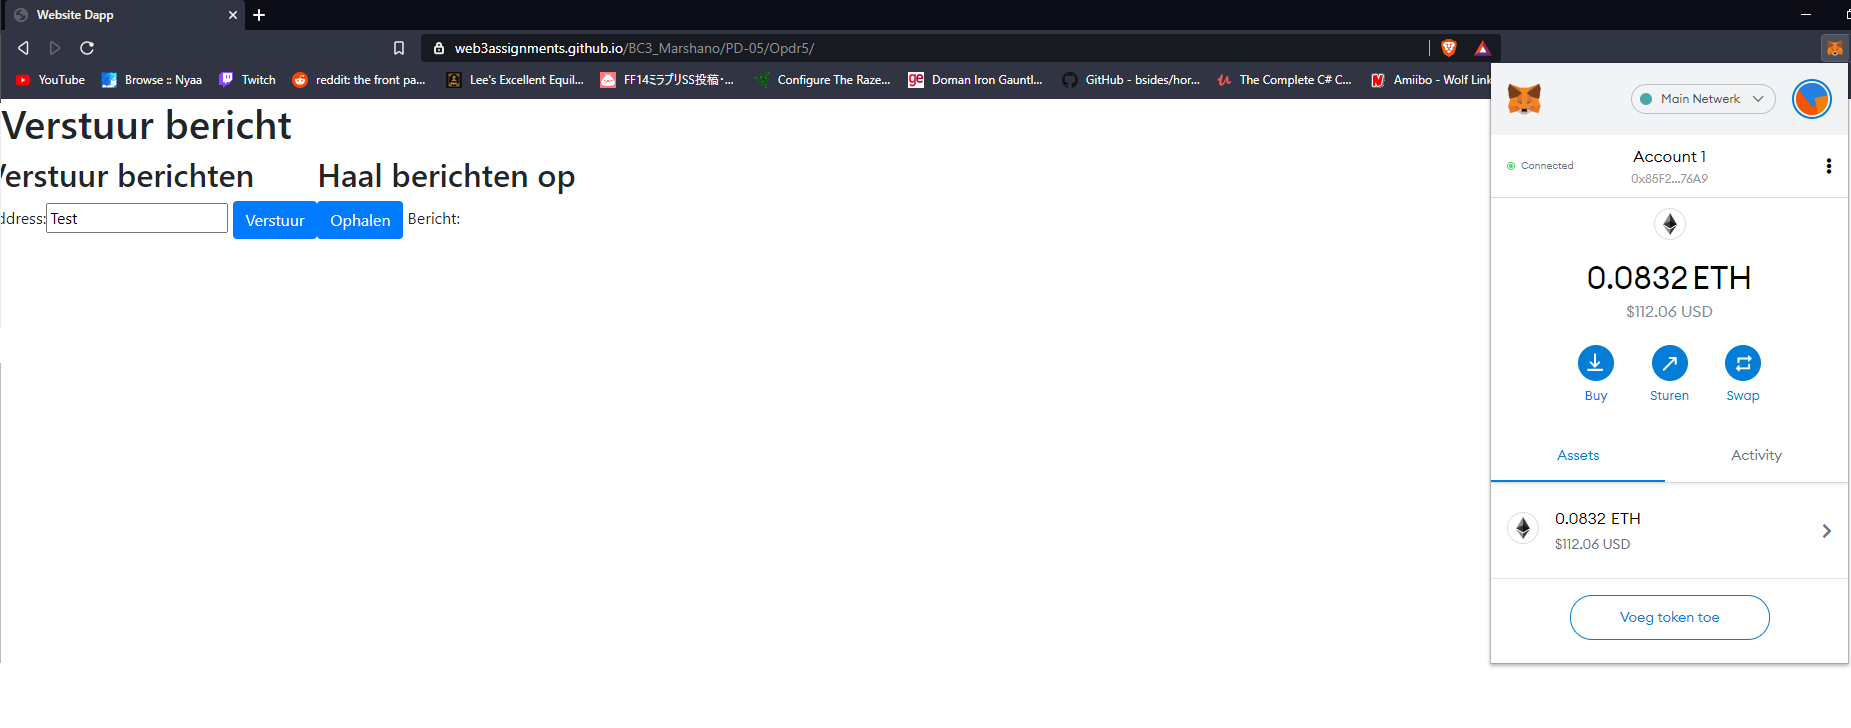 Website Dapp
web3assignments.github.io/BC3_Marshano/PD-05/Opdr5/
YouTube Browse :: Nyaa Twitch reddit: the front pa... Lee's Excellent Equil... FF14ミラプリSS投稿・... Configure The Raze... Doman Iron Gauntl... GitHub - bsides/hor... The Complete C# C... Amiibo - Wolf Link
Verstuur bericht
Verstuur berichten Haal berichten op
ddress: Test Verstuur Ophalen Bericht:
Main Netwerk
Connected
Account 1
0x85F2...76A9
0.0832 ETH
$112.06 USD
Buy Sturen Swap
Assets Activity
0.0832 ETH
$112.06 USD
Voeg token toe